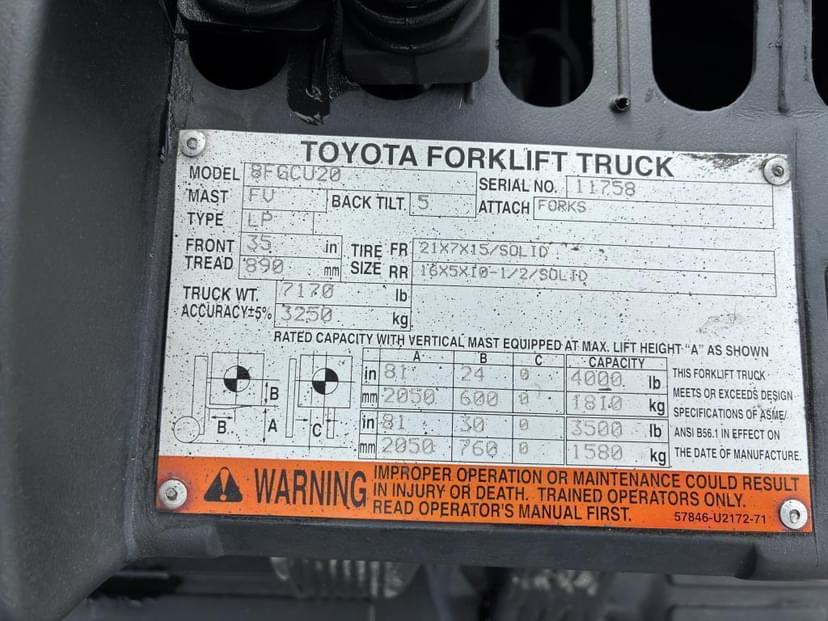 TOYOTA FORKLIFT TRUCK
MODEL 8FGCU20 SERIAL NO. 11758
MAST FV BACK TILT 5 ATTACH FORKS
TYPE LP
FRONT TREAD 35 in 890 mm
TIRE SIZE FR 21X7X15/SOLID
RR 16X5X10-1/2/SOLID
TRUCK WT. 7170 lb
ACCURACY±5% 3250 kg
RATED CAPACITY WITH VERTICAL MAST EQUIPPED AT MAX. LIFT HEIGHT "A" AS SHOWN
A B C CAPACITY
in 81 24 0 4000 lb
mm 2050 600 0 1810 kg
in 81 30 0 3500 lb
mm 2050 760 0 1580 kg
B
B A C
THIS FORKLIFT TRUCK
MEETS OR EXCEEDS DESIGN
SPECIFICATIONS OF ASME/
ANSI B56.1 IN EFFECT ON
THE DATE OF MANUFACTURE.
WARNING
IMPROPER OPERATION OR MAINTENANCE COULD RESULT
IN INJURY OR DEATH. TRAINED OPERATORS ONLY.
READ OPERATOR'S MANUAL FIRST.
57846-U2172-71